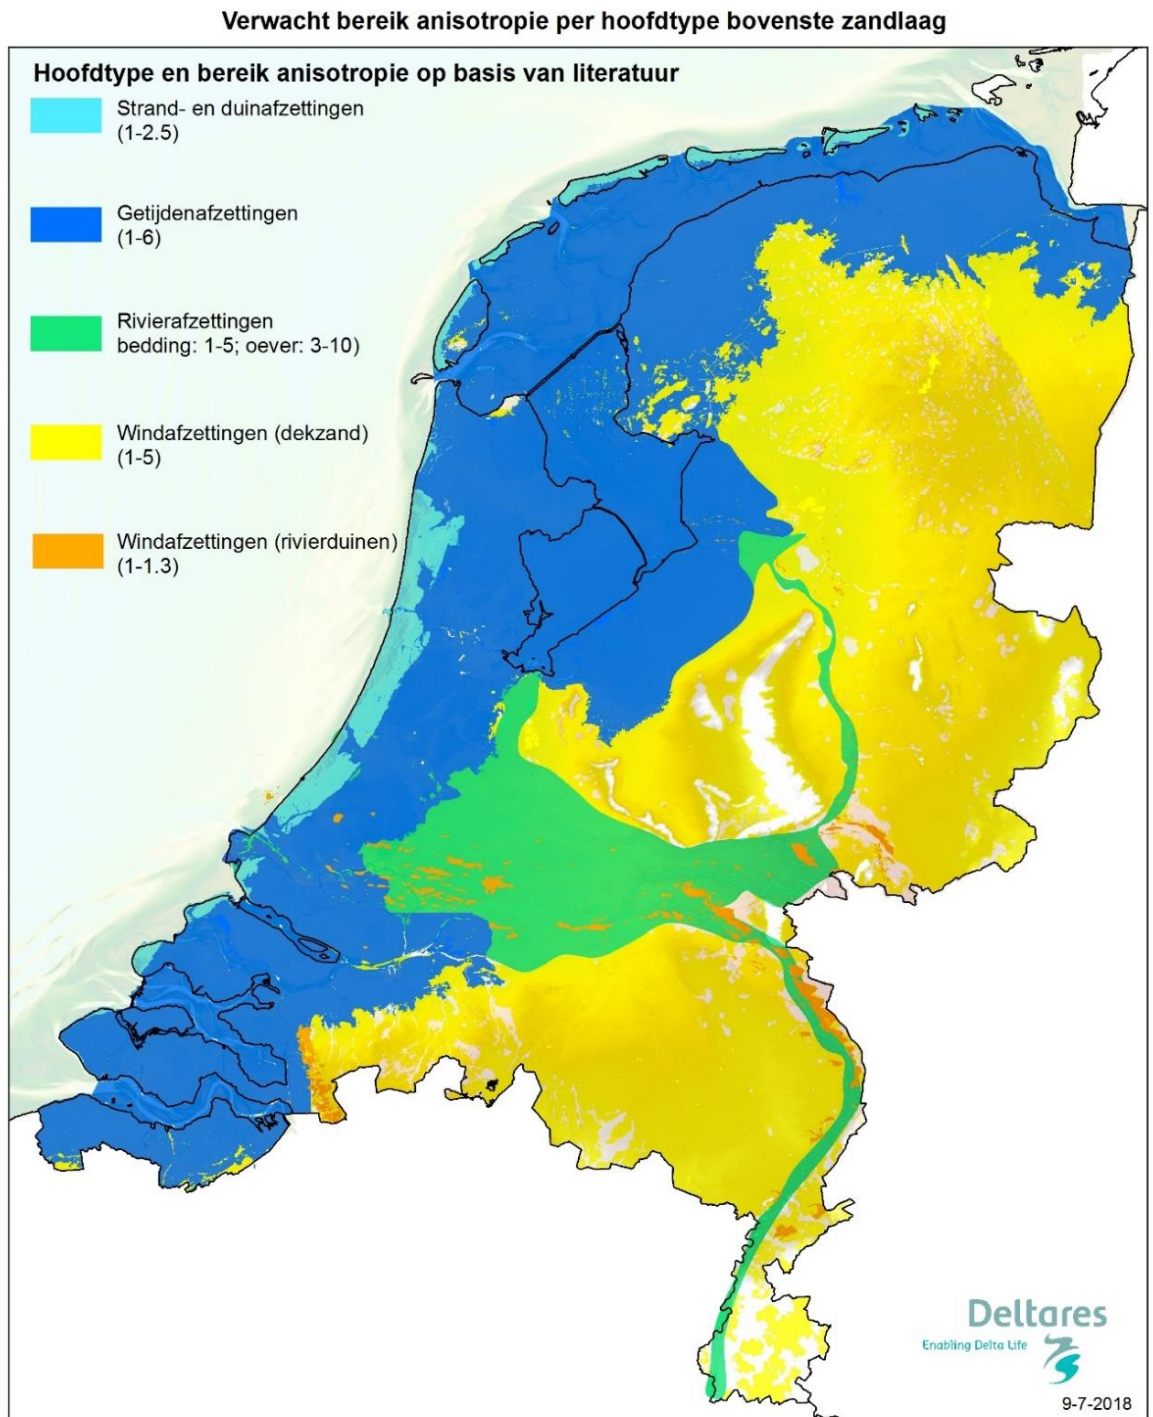 Verwacht bereik anisotropie per hoofdtype bovenste zandlaag
Hoofdtype en bereik anisotropie op basis van literatuur
Strand- en duinafzettingen
(1-2.5)
Getijdenafzettingen
(1-6)
Rivierafzettingen
bedding: 1-5; oever: 3-10)
Windafzettingen (dekzand)
(1-5)
Windafzettingen (rivierduinen)
(1-1.3)
Deltares
Enabling Delta Life
9-7-2018